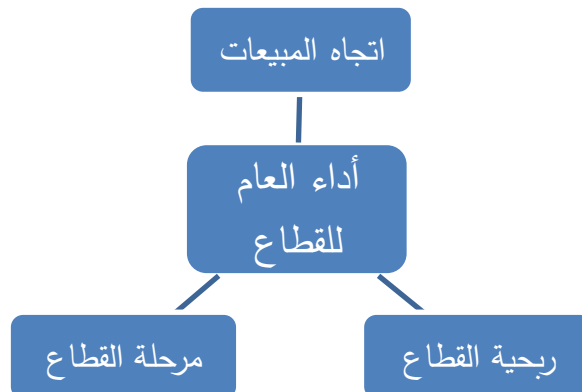 اتجاه المبيعات
أداء العام
للقطاع
ربحية القطاع
مرحلة القطاع